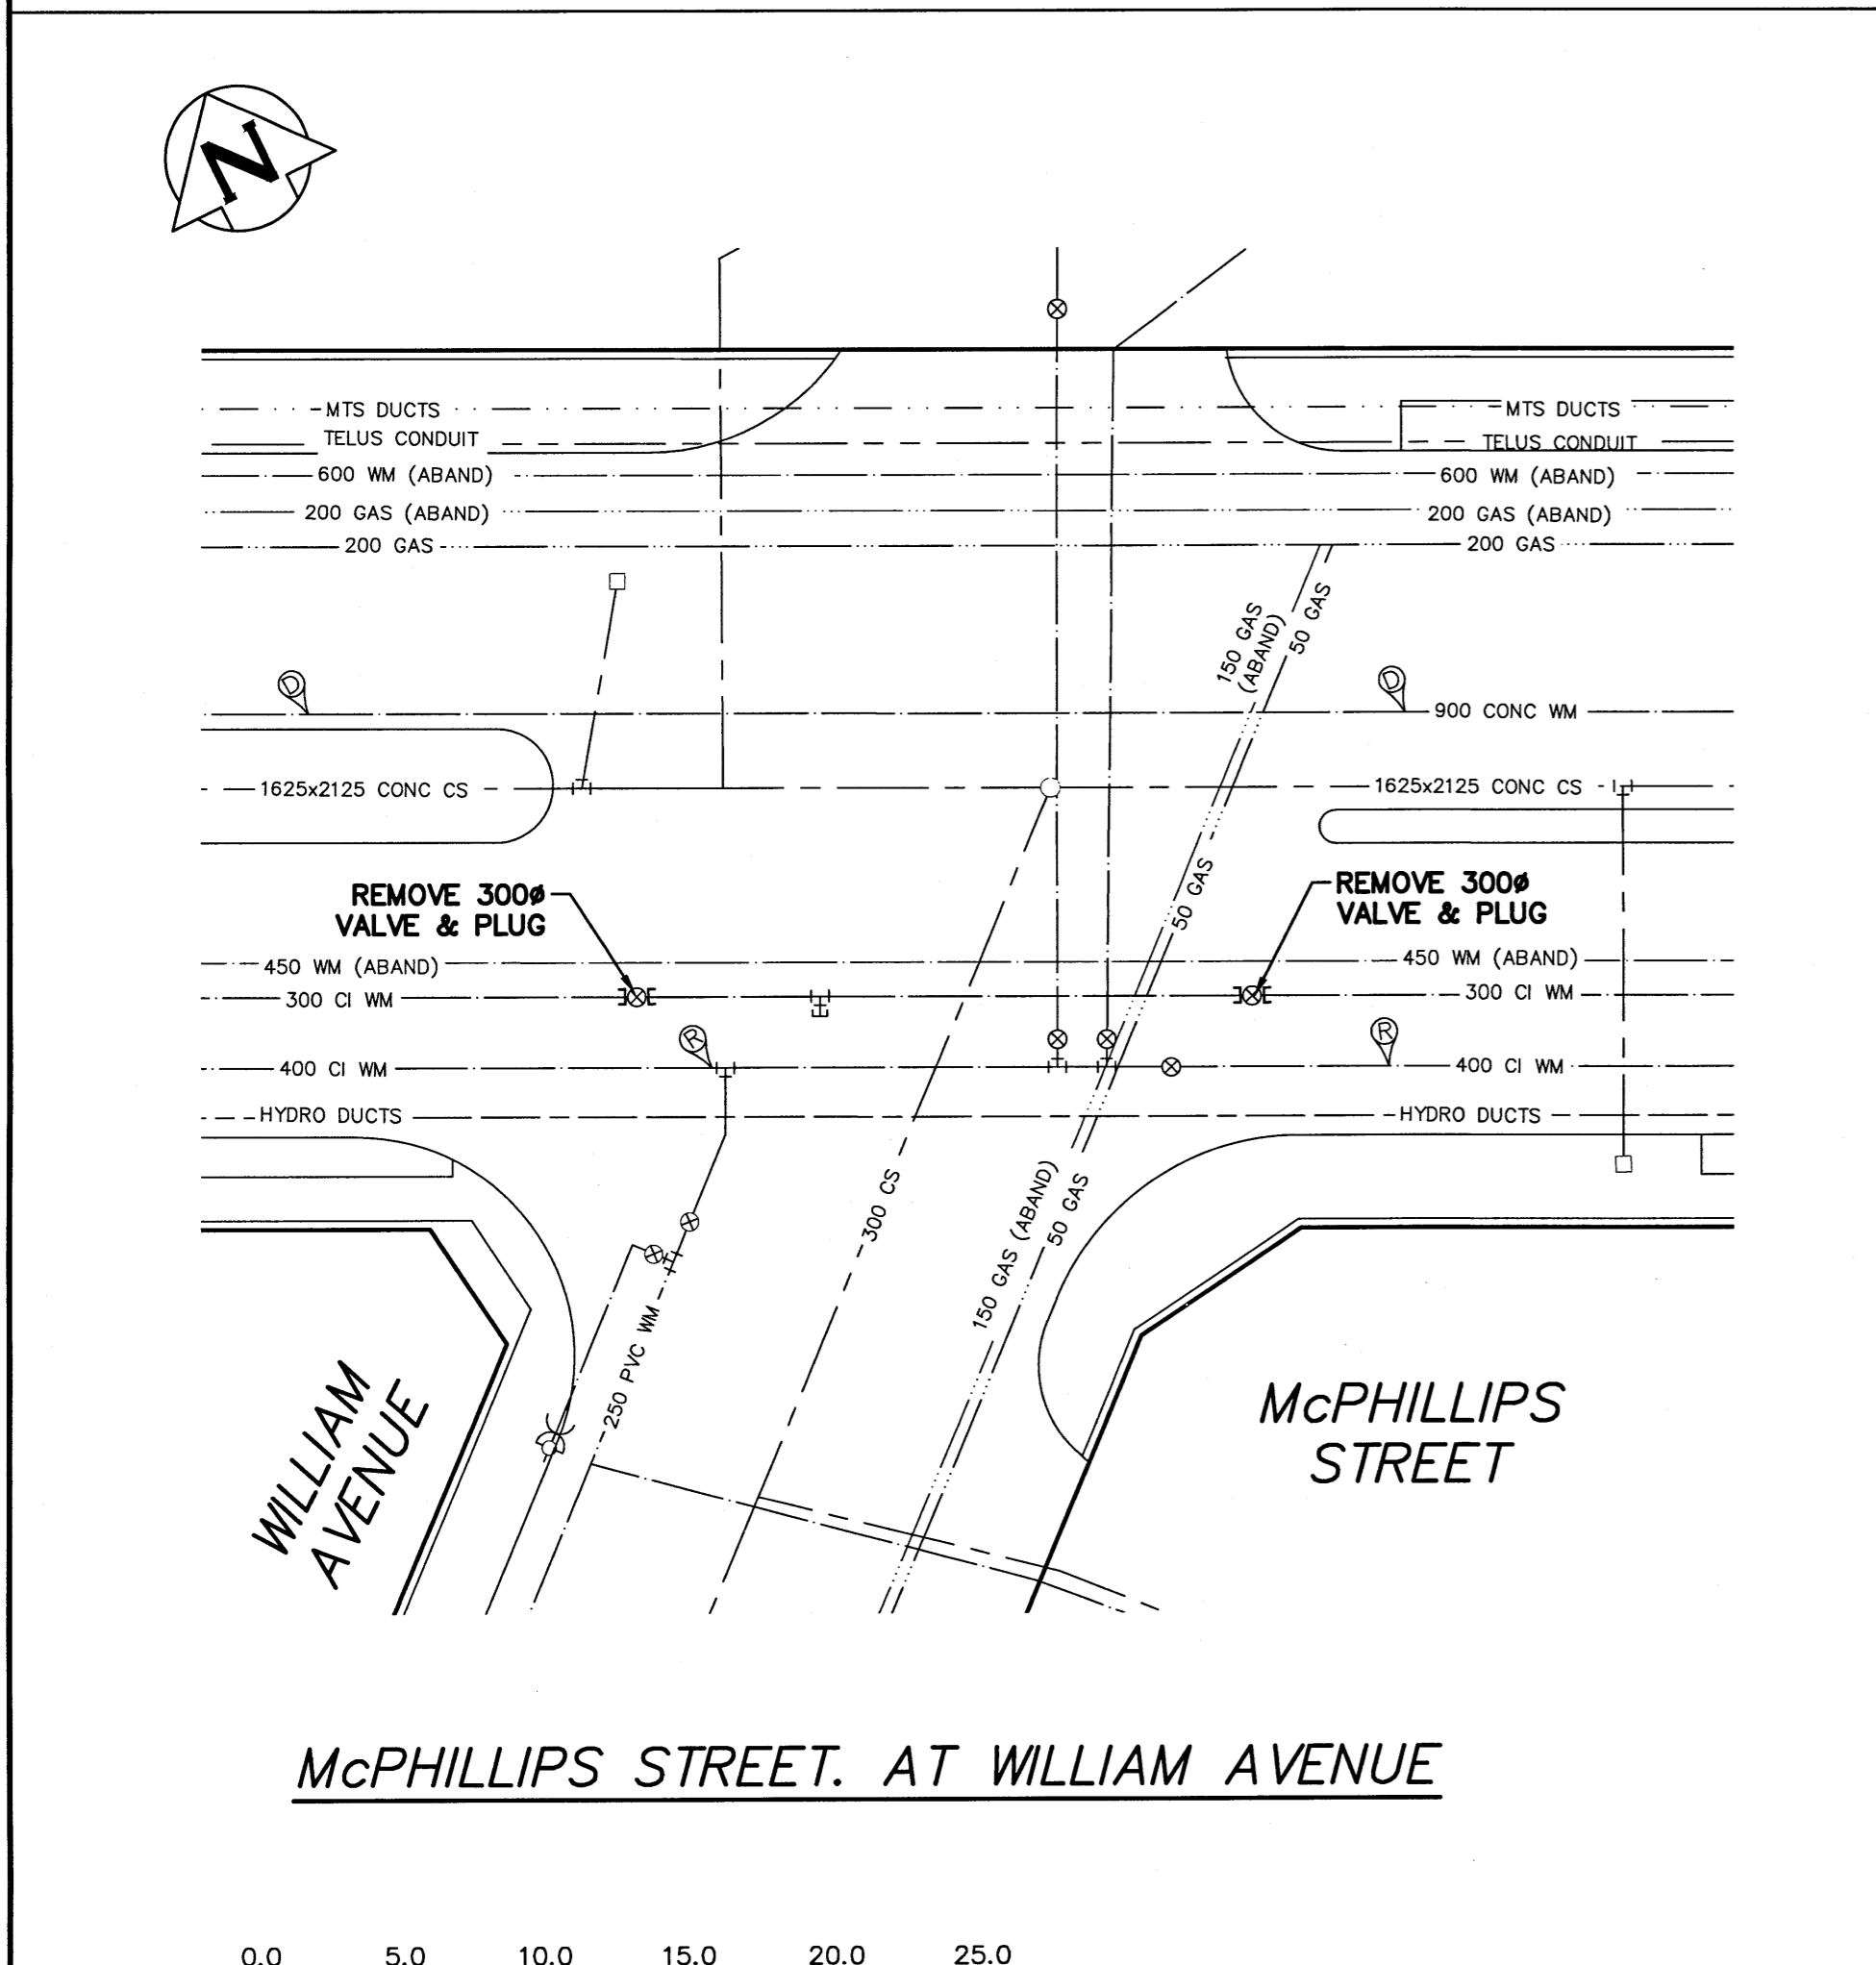 N
MTS DUCTS
MTS DUCTS
TELUS CONDUIT
TELUS CONDUIT
600 WM (ABAND)
600 WM (ABAND)
200 GAS (ABAND)
200 GAS (ABAND)
200 GAS
200 GAS
150 GAS
(ABAND)
50 GAS
D
D
900 CONC WM
1625x2125 CONC CS
1625x2125 CONC CS
REMOVE 300ø
VALVE & PLUG
REMOVE 300ø
VALVE & PLUG
50 GAS
450 WM (ABAND)
450 WM (ABAND)
300 CI WM
300 CI WM
R
R
400 CI WM
400 CI WM
HYDRO DUCTS
HYDRO DUCTS
300 CS
150 GAS (ABAND)
50 GAS
250 PVC WM
WILLIAM
AVENUE
McPHILLIPS
STREET
McPHILLIPS STREET. AT WILLIAM AVENUE
0.0 5.0 10.0 15.0 20.0 25.0